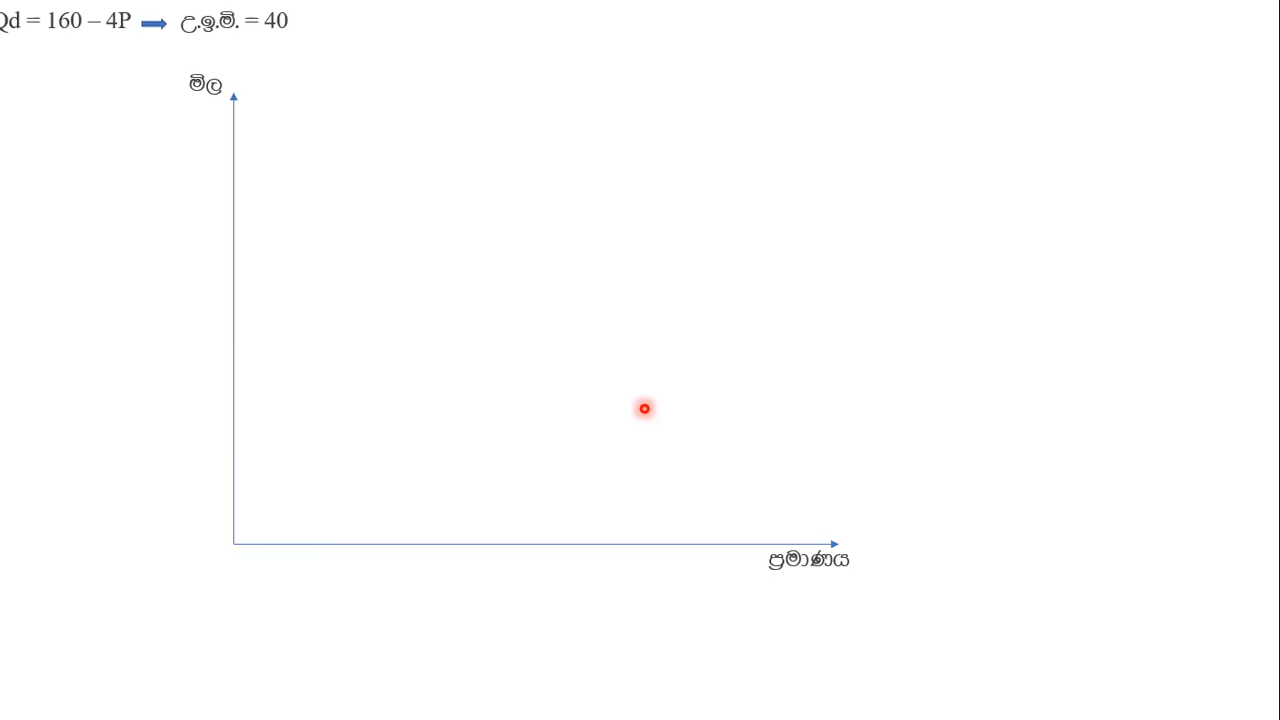 Qd = 160 – 4P ➡ උ.ඉ.මි. = 40
මිල
ප්‍රමාණය